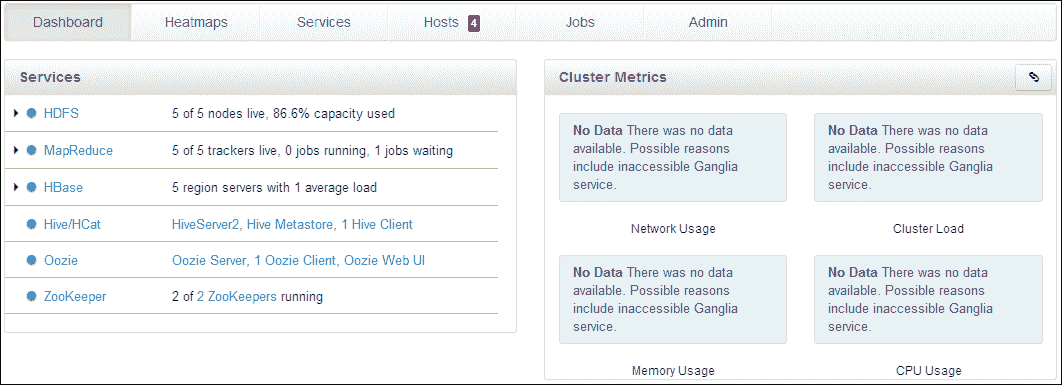 Dashboard Heatmaps Services Hosts 4 Jobs Admin
Services
HDFS 5 of 5 nodes live, 86.6% capacity used
MapReduce 5 of 5 trackers live, 0 jobs running, 1 jobs waiting
HBase 5 region servers with 1 average load
Hive/HCat HiveServer2, Hive Metastore, 1 Hive Client
Oozie Oozie Server, 1 Oozie Client, Oozie Web UI
ZooKeeper 2 of 2 ZooKeepers running
Cluster Metrics
No Data There was no data
available. Possible reasons
include inaccessible Ganglia
service.
Network Usage
No Data There was no data
available. Possible reasons
include inaccessible Ganglia
service.
Cluster Load
No Data There was no data
available. Possible reasons
include inaccessible Ganglia
service.
Memory Usage
No Data There was no data
available. Possible reasons
include inaccessible Ganglia
service.
CPU Usage